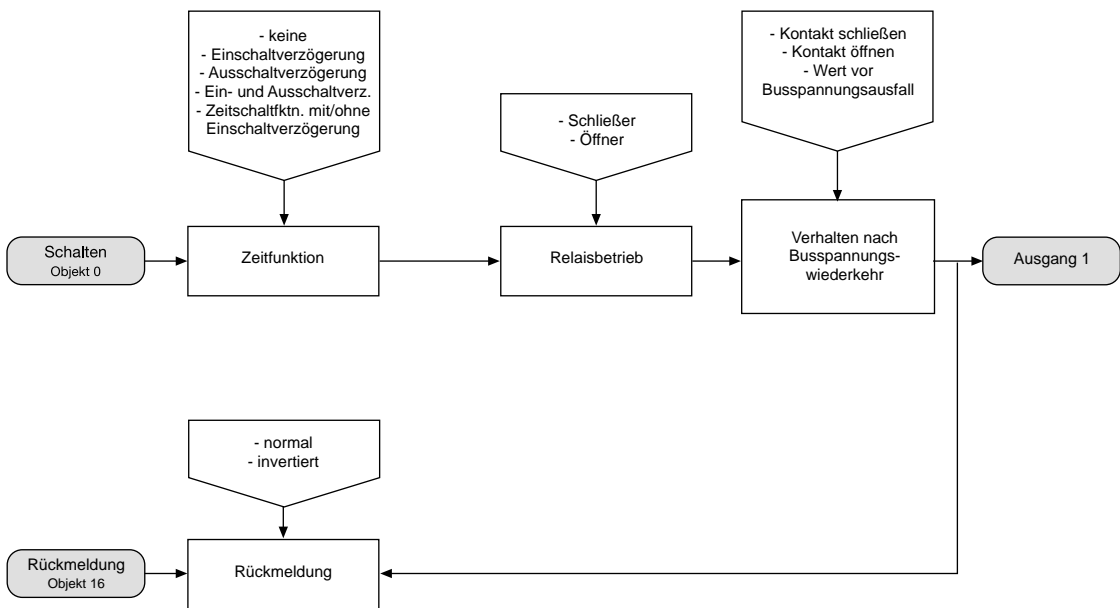 - keine
- Einschaltverzögerung
- Ausschaltverzögerung
- Ein- und Ausschaltverz.
- Zeitschaltfktn. mit/ohne
Einschaltverzögerung
- Schließer
- Öffner
- Kontakt schließen
- Kontakt öffnen
- Wert vor
Busspannungsausfall
Schalten
Objekt 0
Zeitfunktion
Relaisbetrieb
Verhalten nach
Busspannungs-
wiederkehr
Ausgang 1
- normal
- invertiert
Rückmeldung
Objekt 16
Rückmeldung